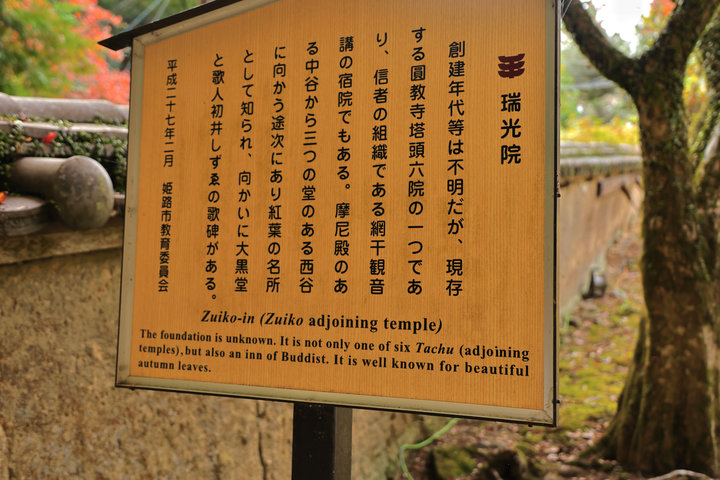 瑞光院
創建年代等は不明だが、現存
する圓教寺塔頭六院の一つであ
り、信者の組織である網干観音
講の宿院でもある。摩尼殿のあ
る中谷から三つの堂のある西谷
に向かう途次にあり紅葉の名所
として知られ、向かいに大黒堂
と歌人初井しづゑの歌碑がある。
平成二十七年二月　姫路市教育委員会
Zuiko-in (Zuiko adjoining temple)
The foundation is unknown. It is not only one of six Tachu (adjoining
temples), but also an inn of Buddist. It is well known for beautiful
autumn leaves.